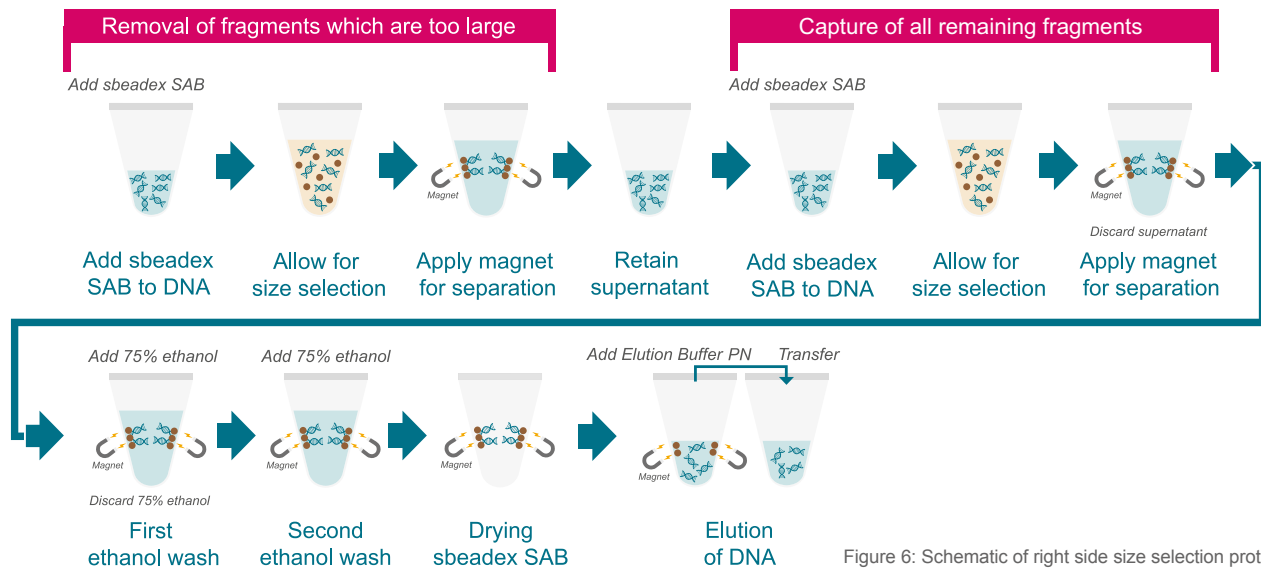 Removal of fragments which are too large
Capture of all remaining fragments
Add sbeadex SAB
Add sbeadex SAB
Magnet
Magnet
Discard supernatant
Add sbeadex
SAB to DNA
Allow for
size selection
Apply magnet
for separation
Retain
supernatant
Add sbeadex
SAB to DNA
Allow for
size selection
Apply magnet
for separation
Add 75% ethanol
Add 75% ethanol
Add Elution Buffer PN
Transfer
Magnet
Magnet
Magnet
Magnet
Discard 75% ethanol
First
ethanol wash
Second
ethanol wash
Drying
sbeadex SAB
Elution
of DNA
Figure 6: Schematic of right side size selection prot